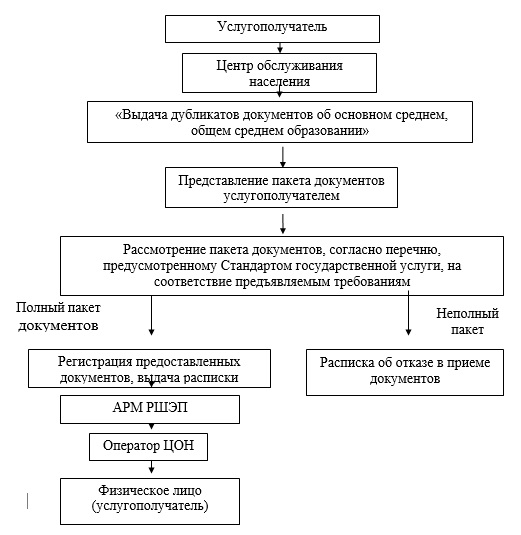 Услугополучатель
Центр обслуживания
населения
«Выдача дубликатов документов об основном среднем,
общем среднем образовании»
Представление пакета документов
услугополучателем
Рассмотрение пакета документов, согласно перечню,
предусмотренному Стандартом государственной услуги, на
соответствие предъявляемым требованиям
Полный пакет
документов
Неполный
пакет
Регистрация предоставленных
документов, выдача расписки
Расписка об отказе в приеме
документов
АРМ РШЭП
Оператор ЦОН
Физическое лицо
(услугополучатель)